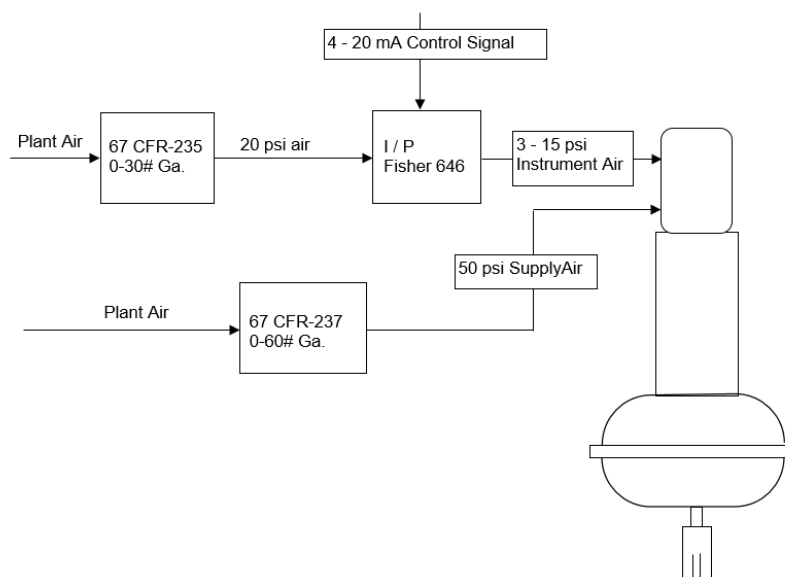 4 - 20 mA Control Signal
Plant Air
67 CFR-235
0-30# Ga.
20 psi air
I / P
Fisher 646
3 - 15 psi
Instrument Air
50 psi SupplyAir
Plant Air
67 CFR-237
0-60# Ga.